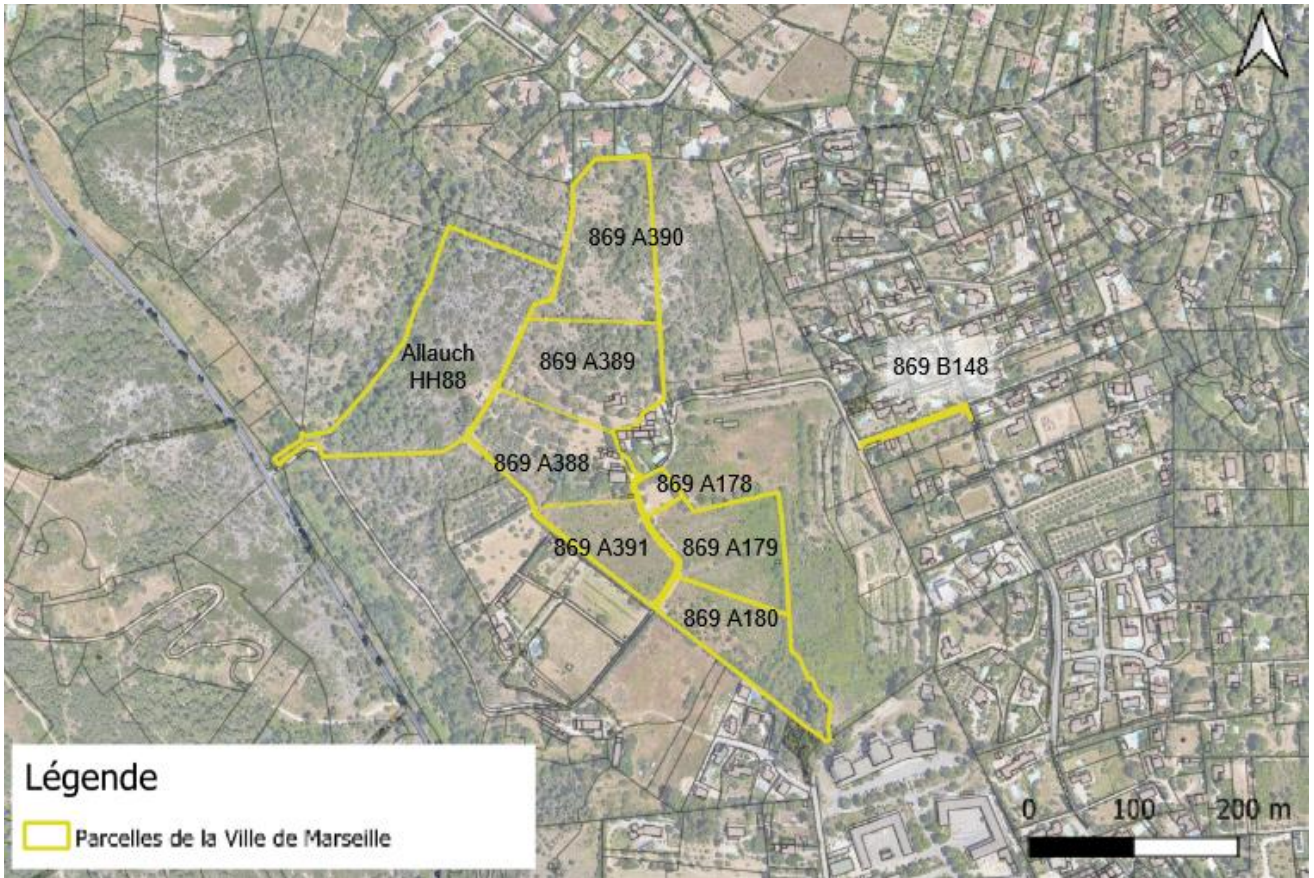 869 A390
Allauch
HH88
869 A389
869 B148
869 A388
869 A178
869 A391
869 A179
869 A180
Légende
Parcelles de la Ville de Marseille
0 100 200 m